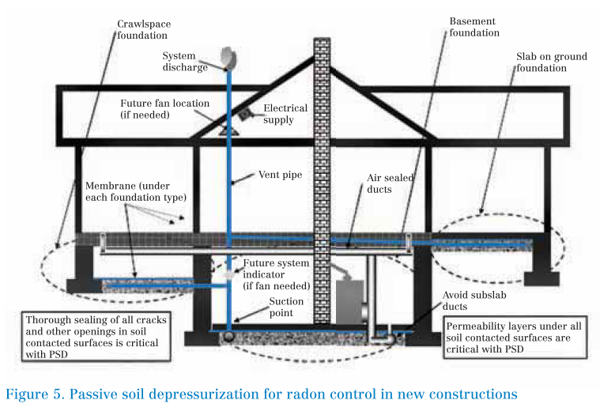 Crawlspace
foundation
System
discharge
Basement
foundation
Slab on ground
foundation
Future fan location
(if needed)
Electrical
supply
Vent pipe
Air sealed
ducts
Membrane (under
each foundation type)
Future system
indicator
(if fan needed)
Suction
point
Avoid subslab
ducts
Thorough sealing of all cracks
and other openings in soil
contacted surfaces is critical
with PSD
Permeability layers under all
soil contacted surfaces are
critical with PSD
Figure 5. Passive soil depressurization for radon control in new constructions